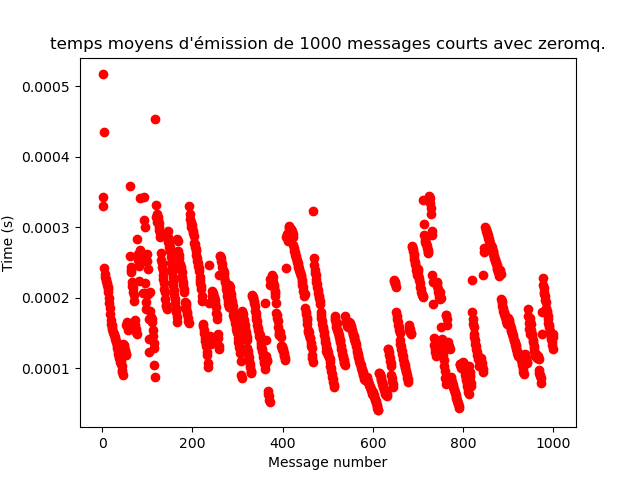 temps moyens d'émission de 1000 messages courts avec zeromq.
0.0005
0.0004
0.0003
0.0002
0.0001
Time (s)
0 200 400 600 800 1000
Message number